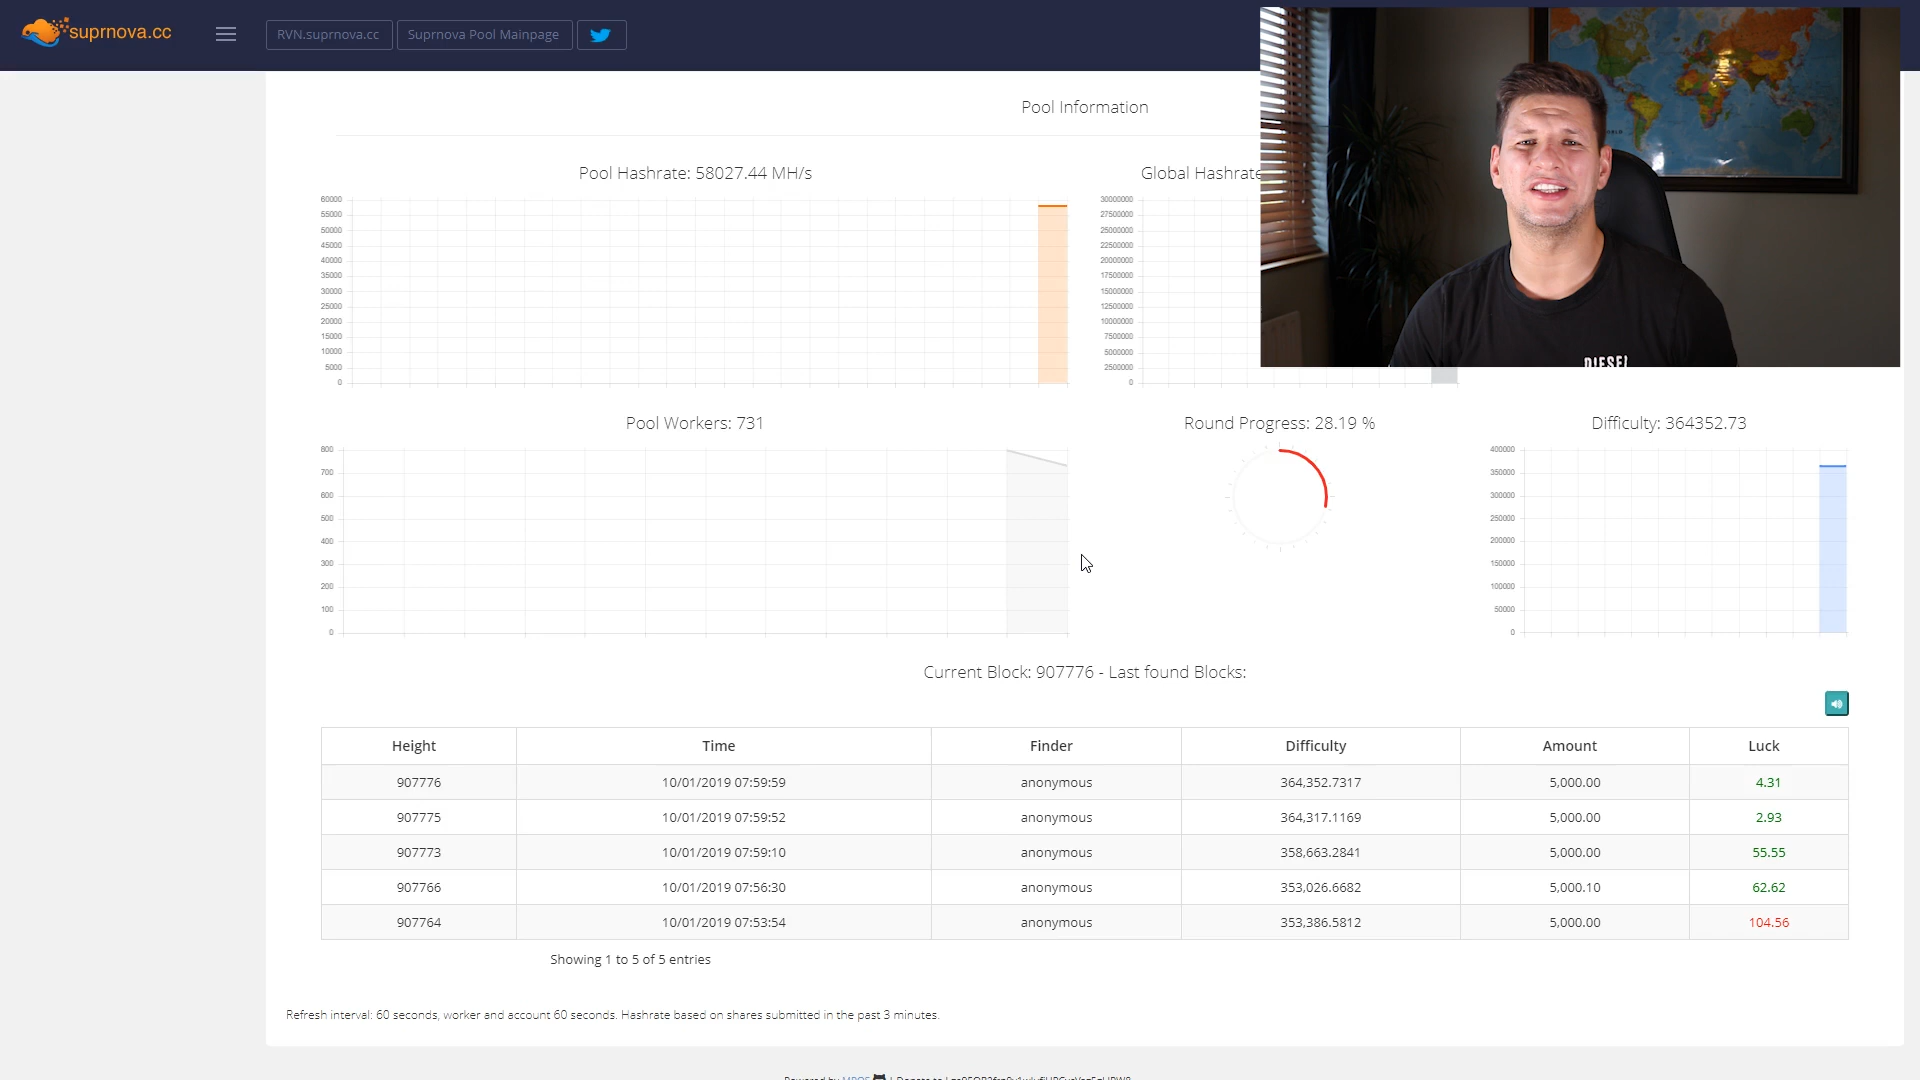 suprnova.cc
RVN.suprnova.cc
Suprnova Pool Mainpage
Pool Information
Pool Hashrate: 58027.44 MH/s
60000
55000
50000
45000
40000
35000
30000
25000
20000
15000
10000
5000
0
Global Hashrate
30000000
27500000
25000000
22500000
20000000
17500000
15000000
12500000
10000000
7500000
5000000
2500000
0
DIESEL
Pool Workers: 731
800
700
600
500
400
300
200
100
0
Round Progress: 28.19 %
Difficulty: 364352.73
400000
350000
300000
250000
200000
150000
100000
50000
0
Current Block: 907776 - Last found Blocks:
Height Time Finder Difficulty Amount Luck
907776 10/01/2019 07:59:59 anonymous 364,352.7317 5,000.00 4.31
907775 10/01/2019 07:59:52 anonymous 364,317.1169 5,000.00 2.93
907773 10/01/2019 07:59:10 anonymous 358,663.2841 5,000.00 55.55
907766 10/01/2019 07:56:30 anonymous 353,026.6682 5,000.10 62.62
907764 10/01/2019 07:53:54 anonymous 353,386.5812 5,000.00 104.56
Showing 1 to 5 of 5 entries
Refresh interval: 60 seconds, worker and account 60 seconds. Hashrate based on shares submitted in the past 3 minutes.